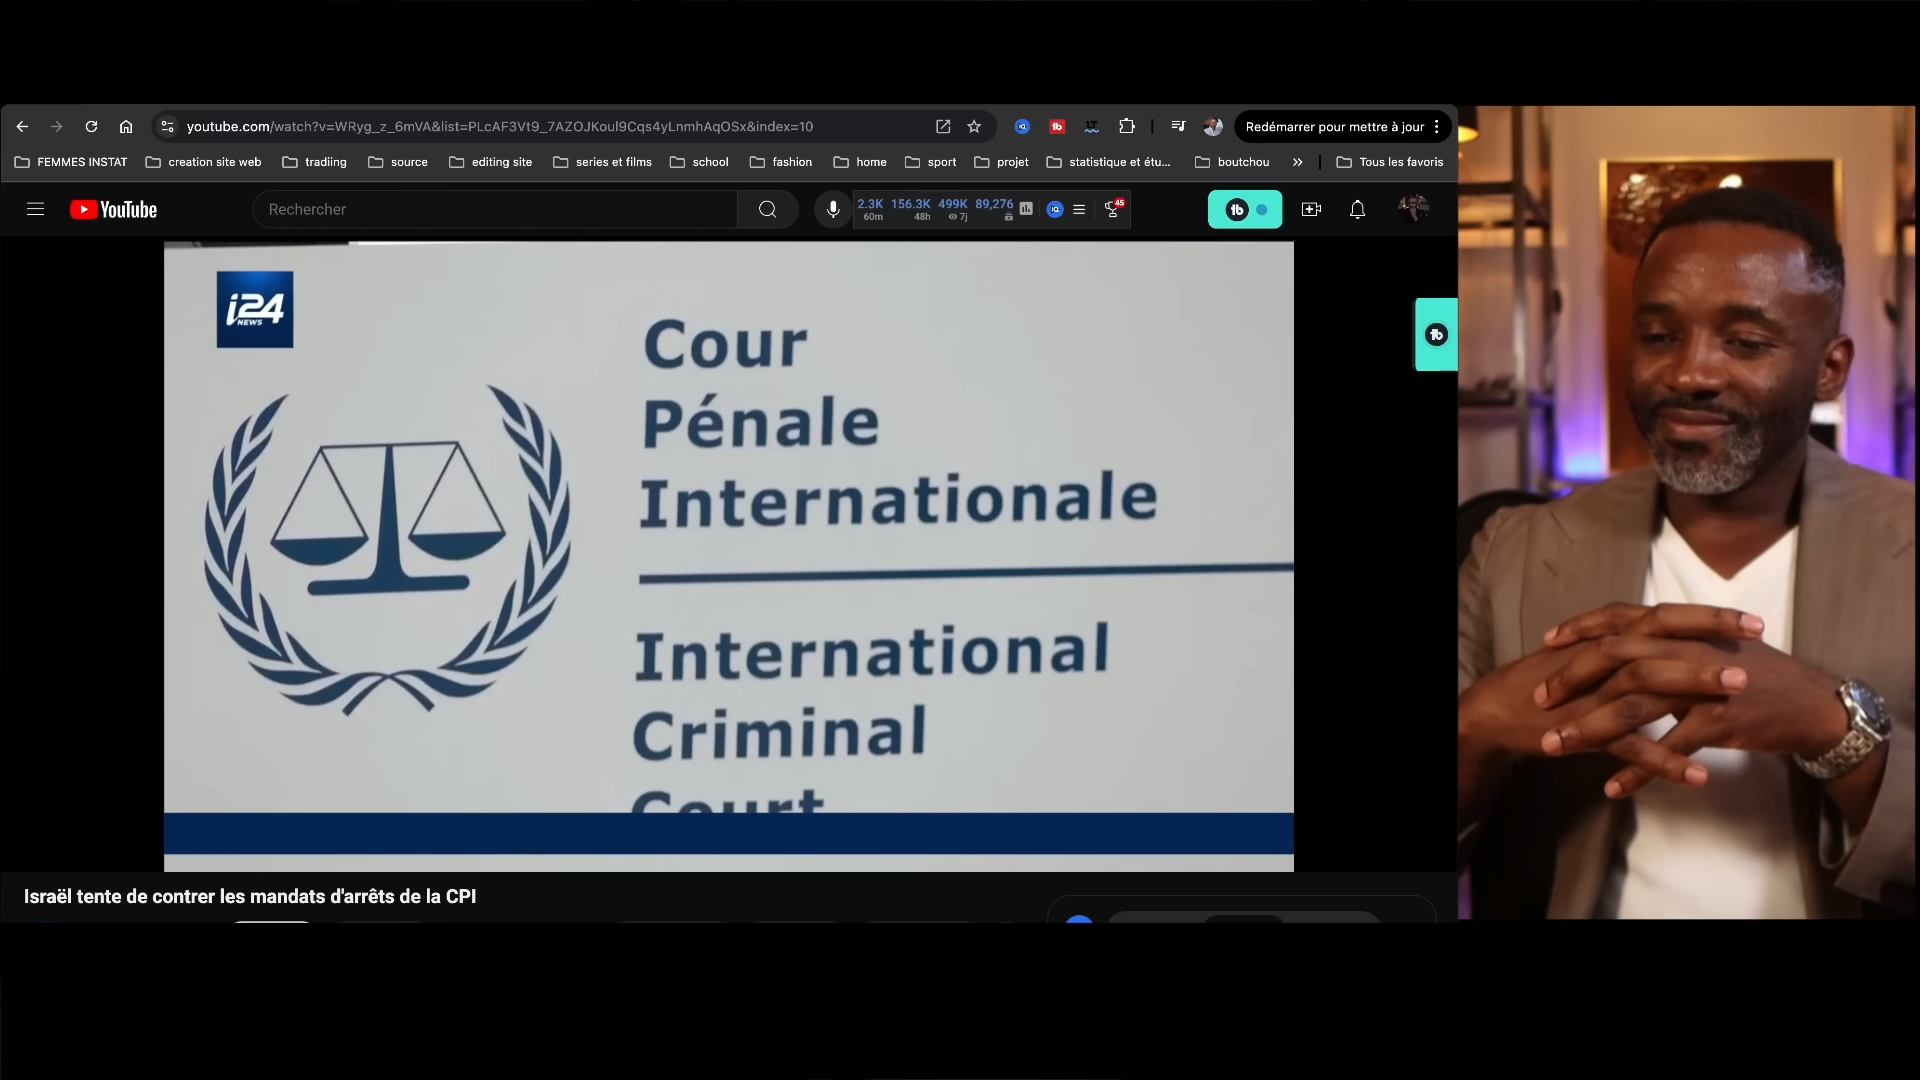 youtube.com/watch?v=WRyg_z_6mVA&list=PLcAF3Vt9_7AZOJKoul9Cqs4yLnmhAqOSx&index=10
Redémarrer pour mettre à jour
FEMMES INSTAT creation site web tradiing source editing site series et films school fashion home sport projet statistique et étu... boutchou » Tous les favoris
YouTube
Rechercher
2.3K 156.3K 499K 89,276
60m 48h 7j
45
i24
NEWS
Cour
Pénale
Internationale
International
Criminal
Court
Israël tente de contrer les mandats d'arrêts de la CPI